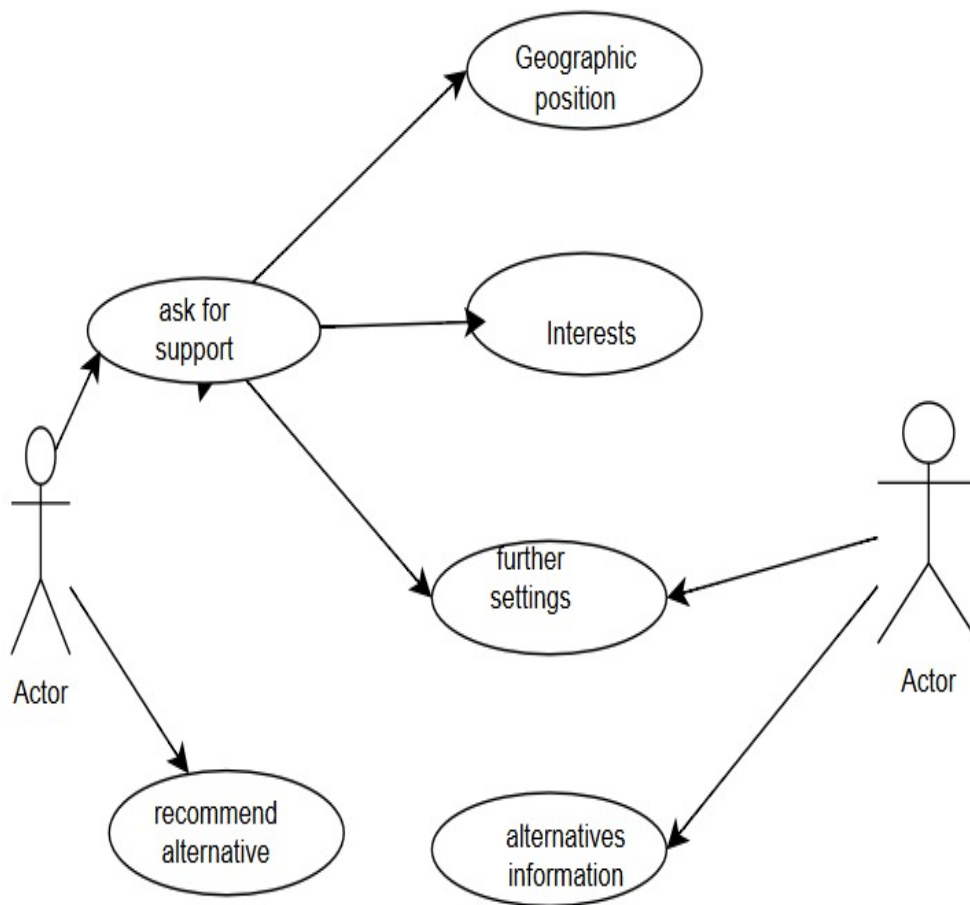 Geographic
position
ask for
support
Interests
further
settings
Actor
Actor
recommend
alternative
alternatives
information